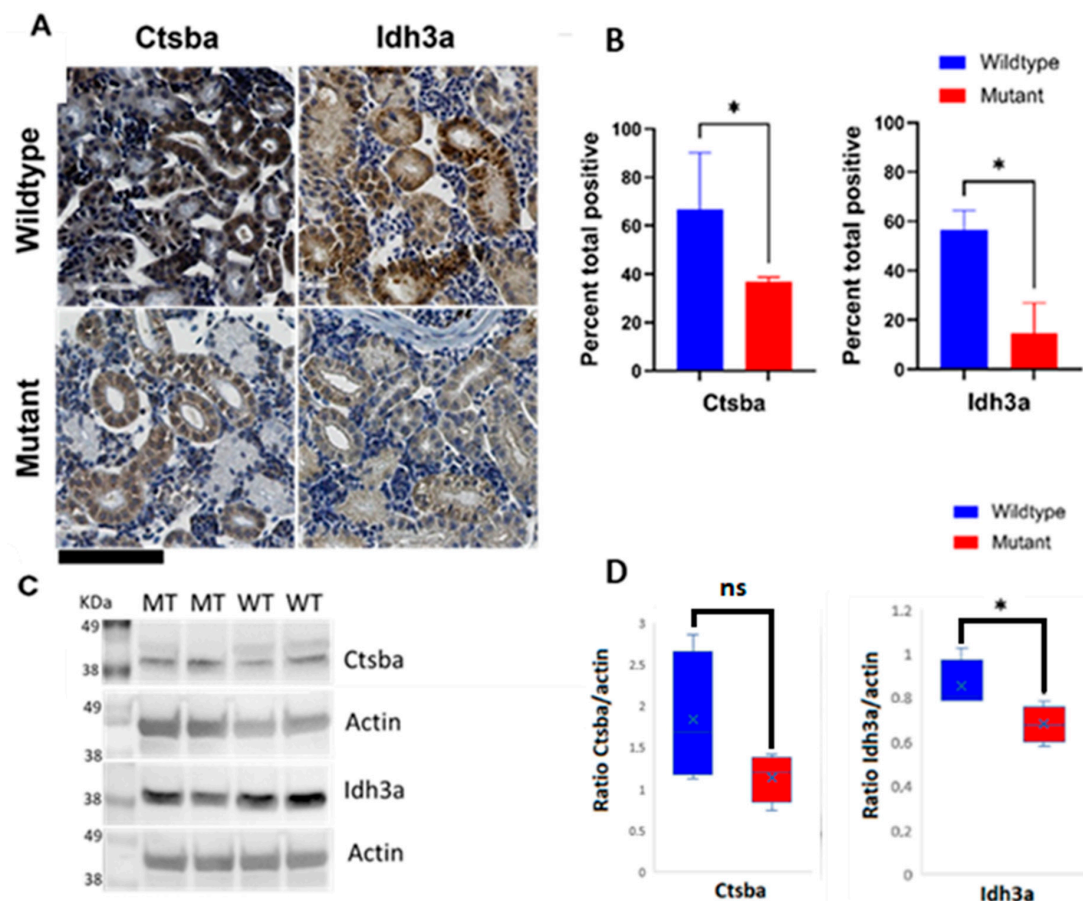 A
Ctsba
Idh3a
Wildtype
Mutant
B
Wildtype
Mutant
Percent total positive
100
80
60
40
20
0
*
Ctsba
Percent total positive
100
80
60
40
20
0
*
Idh3a
C
KDa
MT MT WT WT
49
38
Ctsba
49
38
Actin
38
Idh3a
49
38
Actin
Wildtype
Mutant
D
Ratio Ctsba/actin
3
2.5
2
1.5
1
0.5
0
ns
Ctsba
Ratio Idh3a/actin
1.2
1
0.8
0.6
0.4
0.2
0
*
Idh3a